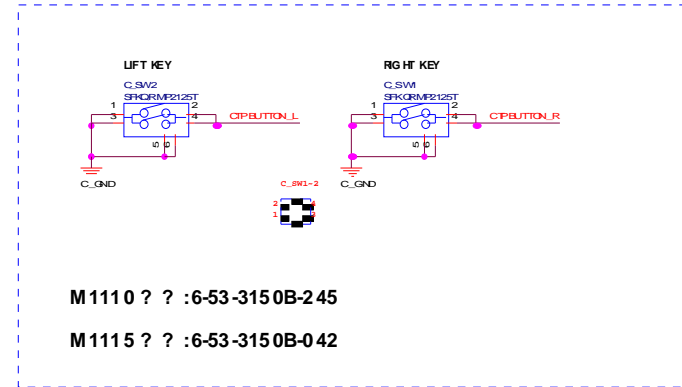 LIFT KEY
C_SW2
SFKQRMP2125T
1 2
3 4
CTPBUTTON_L
5 6
C_GND
RIGHT KEY
C_SW1
SFKQRMP2125T
1 2
3 4
CTPBUTTON_R
5 6
C_GND
C_SW1~2
2 4
1 3
M1110 ? ? :6-53-3150B-245
M1115 ? ? :6-53-3150B-042